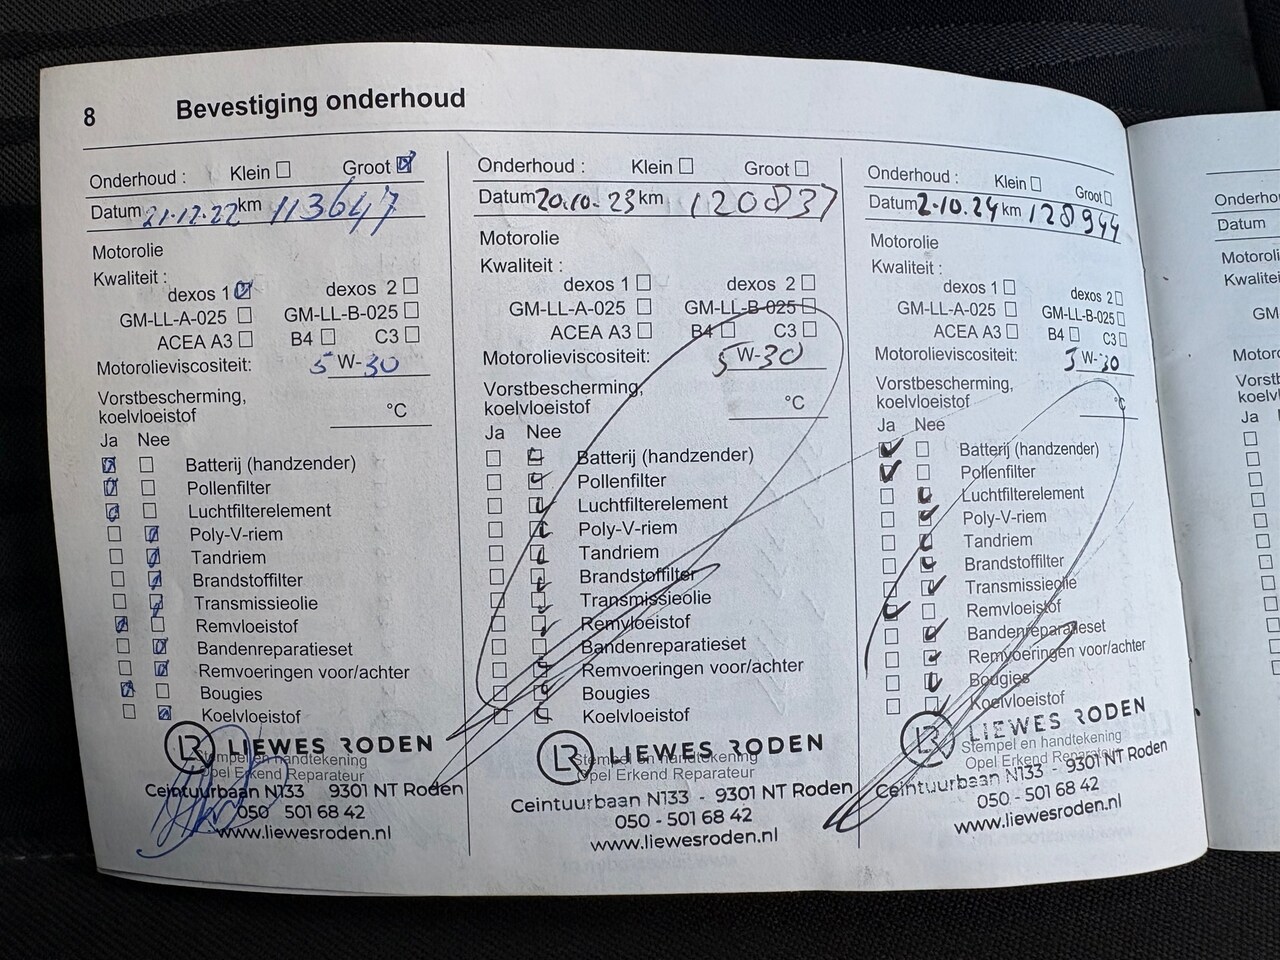 8 Bevestiging onderhoud
Onderhoud : Klein Groot
Datum 21-12-22 km 113647
Motorolie
Kwaliteit :
dexos 1 dexos 2
GM-LL-A-025 GM-LL-B-025
ACEA A3 B4 C3
Motorolieviscositeit: 5 W-30
Vorstbescherming,
koelvloeistof °C
Ja Nee
Batterij (handzender)
Pollenfilter
Luchtfilterelement
Poly-V-riem
Tandriem
Brandstoffilter
Transmissieolie
Remvloeistof
Bandenreparatieset
Remvoeringen voor/achter
Bougies
Koelvloeistof
LR LIEWES RODEN
Stempel en handtekening
Opel Erkend Reparateur
Ceintuurbaan N133 9301 NT Roden
050 501 68 42
www.liewesroden.nl
Onderhoud : Klein Groot
Datum 20.10.23 km 120837
Motorolie
Kwaliteit :
dexos 1 dexos 2
GM-LL-A-025 GM-LL-B-025
ACEA A3 B4 C3
Motorolieviscositeit: 5 W-30
Vorstbescherming,
koelvloeistof °C
Ja Nee
Batterij (handzender)
Pollenfilter
Luchtfilterelement
Poly-V-riem
Tandriem
Brandstoffilter
Transmissieolie
Remvloeistof
Bandenreparatieset
Remvoeringen voor/achter
Bougies
Koelvloeistof
LR LIEWES RODEN
Stempel en handtekening
Opel Erkend Reparateur
Ceintuurbaan N133 - 9301 NT Roden
050 - 501 68 42
www.liewesroden.nl
Onderhoud : Klein Groot
Datum 2.10.24 km 128944
Motorolie
Kwaliteit :
dexos 1 dexos 2
GM-LL-A-025 GM-LL-B-025
ACEA A3 B4 C3
Motorolieviscositeit: 5 W-30
Vorstbescherming,
koelvloeistof °C
Ja Nee
Batterij (handzender)
Pollenfilter
Luchtfilterelement
Poly-V-riem
Tandriem
Brandstoffilter
Transmissieolie
Remvloeistof
Bandenreparatieset
Remvoeringen voor/achter
Bougies
Koelvloeistof
LR LIEWES RODEN
Stempel en handtekening
Opel Erkend Reparateur
Ceintuurbaan N133 - 9301 NT Roden
050 - 501 68 42
www.liewesroden.nl
Datum
GM
Ja